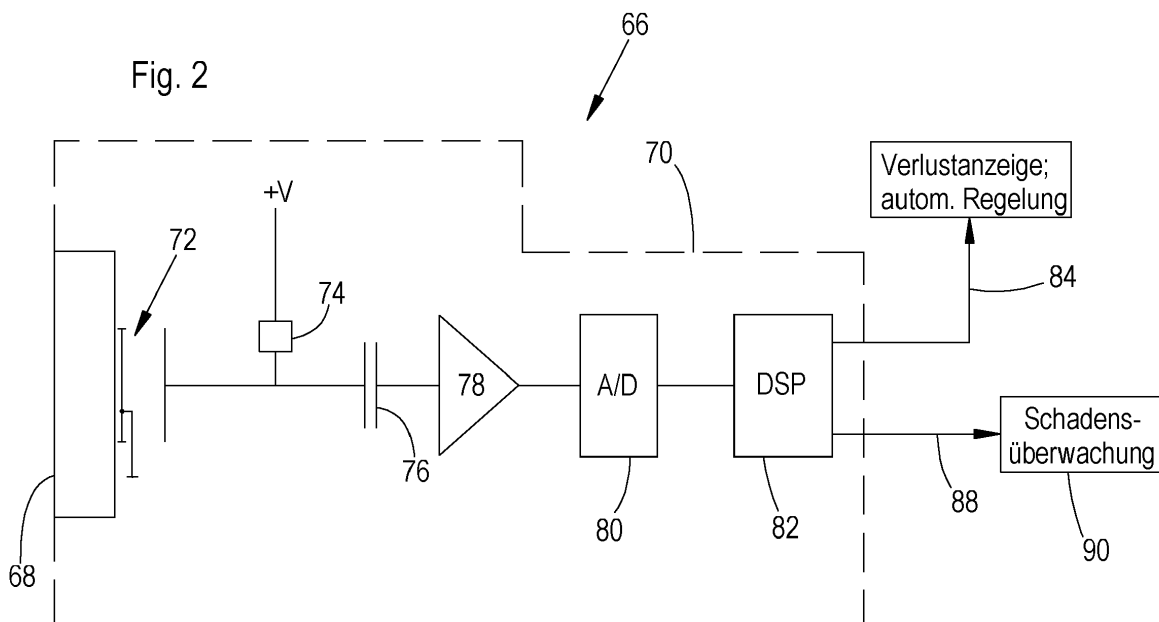 66
Fig. 2
70
Verlustanzeige;
autom. Regelung
+V
72
74
84
78
A/D
DSP
76
Schadens-
überwachung
80
82
88
90
68